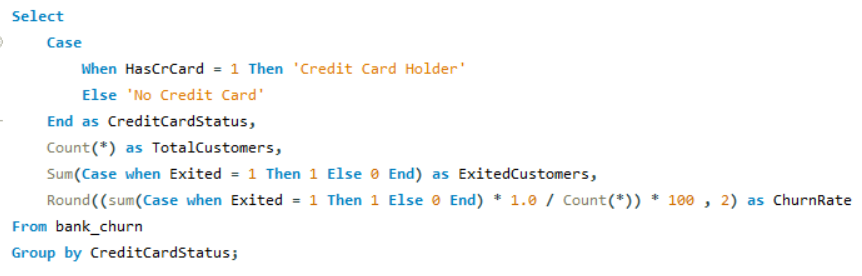 Select
Case
When HasCrCard = 1 Then 'Credit Card Holder'
Else 'No Credit Card'
End as CreditCardStatus,
Count(*) as TotalCustomers,
Sum(Case when Exited = 1 Then 1 Else 0 End) as ExitedCustomers,
Round((sum(Case when Exited = 1 Then 1 Else 0 End) * 1.0 / Count(*)) * 100 , 2) as ChurnRate
From bank_churn
Group by CreditCardStatus;